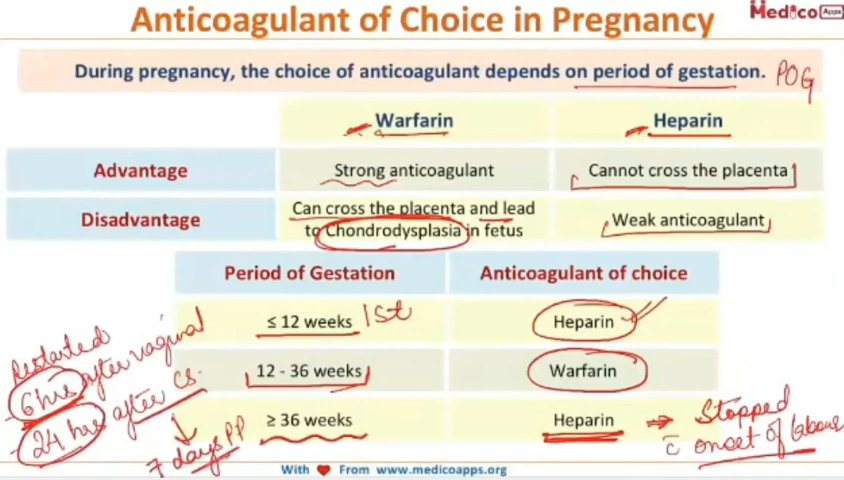 Anticoagulant of Choice in Pregnancy
Medico Apps
During pregnancy, the choice of anticoagulant depends on period of gestation. POG
Warfarin Heparin
Advantage Strong anticoagulant Cannot cross the placenta
Disadvantage Can cross the placenta and lead to Chondrodysplasia in fetus Weak anticoagulant
Period of Gestation Anticoagulant of choice
≤ 12 weeks 1st Heparin
12 - 36 weeks Warfarin
≥ 36 weeks Heparin → Stopped
c̄ onset of labour
Restarted
6 hrs after vaginal
- 24 hrs after CS.
↓
7 days PP
With ❤ From www.medicoapps.org